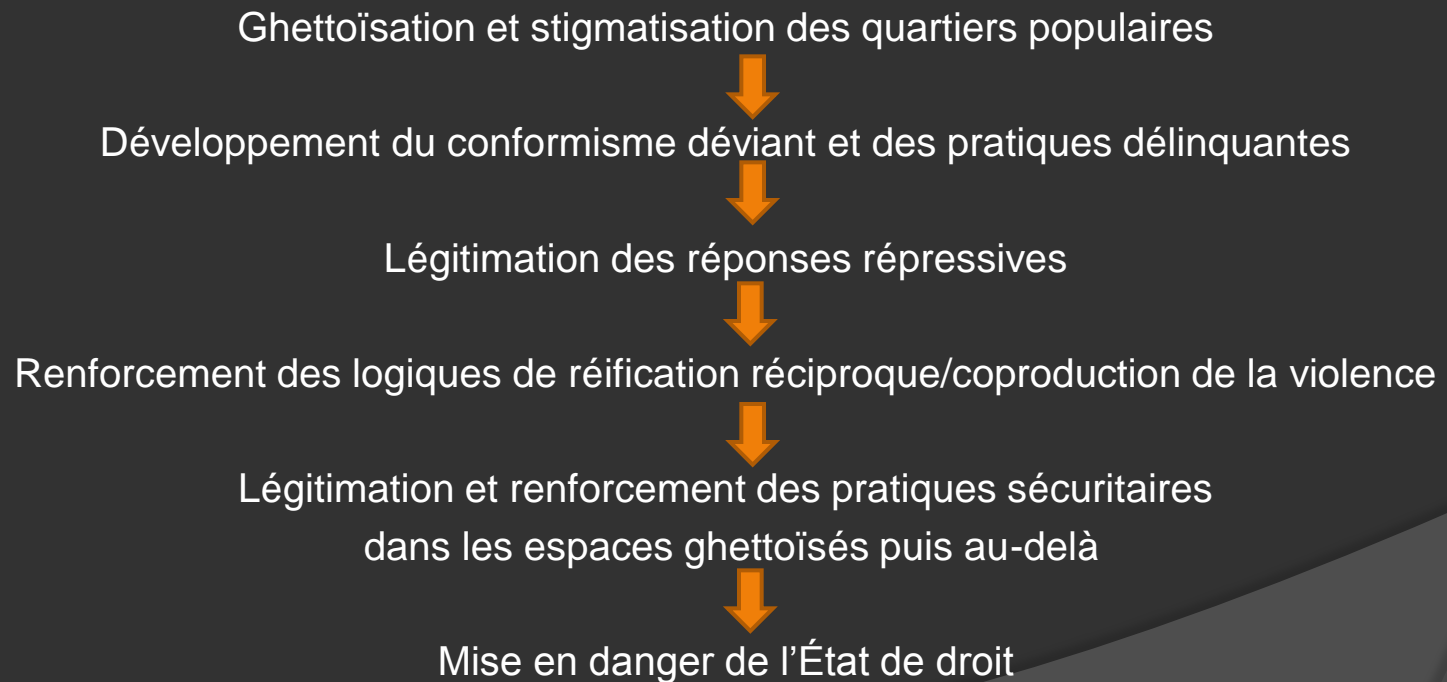 Ghettoïsation et stigmatisation des quartiers populaires
Développement du conformisme déviant et des pratiques délinquantes
Légitimation des réponses répressives
Renforcement des logiques de réification réciproque/coproduction de la violence
Légitimation et renforcement des pratiques sécuritaires
dans les espaces ghettoïsés puis au-delà
Mise en danger de l’État de droit